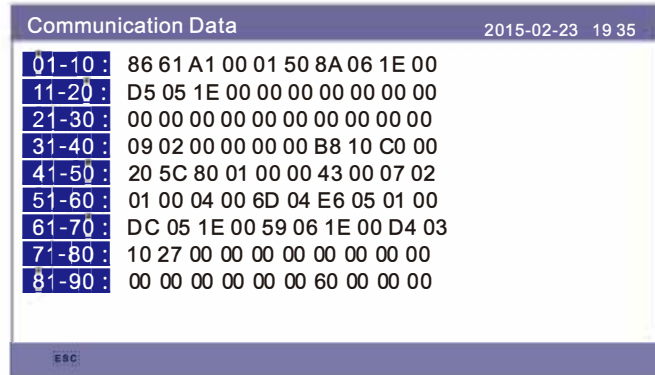 Communication Data
2015-02-23 19 35
01-10 : 86 61 A1 00 01 50 8A 06 1E 00
11-20 : D5 05 1E 00 00 00 00 00 00 00
21-30 : 00 00 00 00 00 00 00 00 00 00
31-40 : 09 02 00 00 00 00 B8 10 C0 00
41-50 : 20 5C 80 01 00 00 43 00 07 02
51-60 : 01 00 04 00 6D 04 E6 05 01 00
61-70 : DC 05 1E 00 59 06 1E 00 D4 03
71-80 : 10 27 00 00 00 00 00 00 00 00
81-90 : 00 00 00 00 00 00 60 00 00 00
ESC